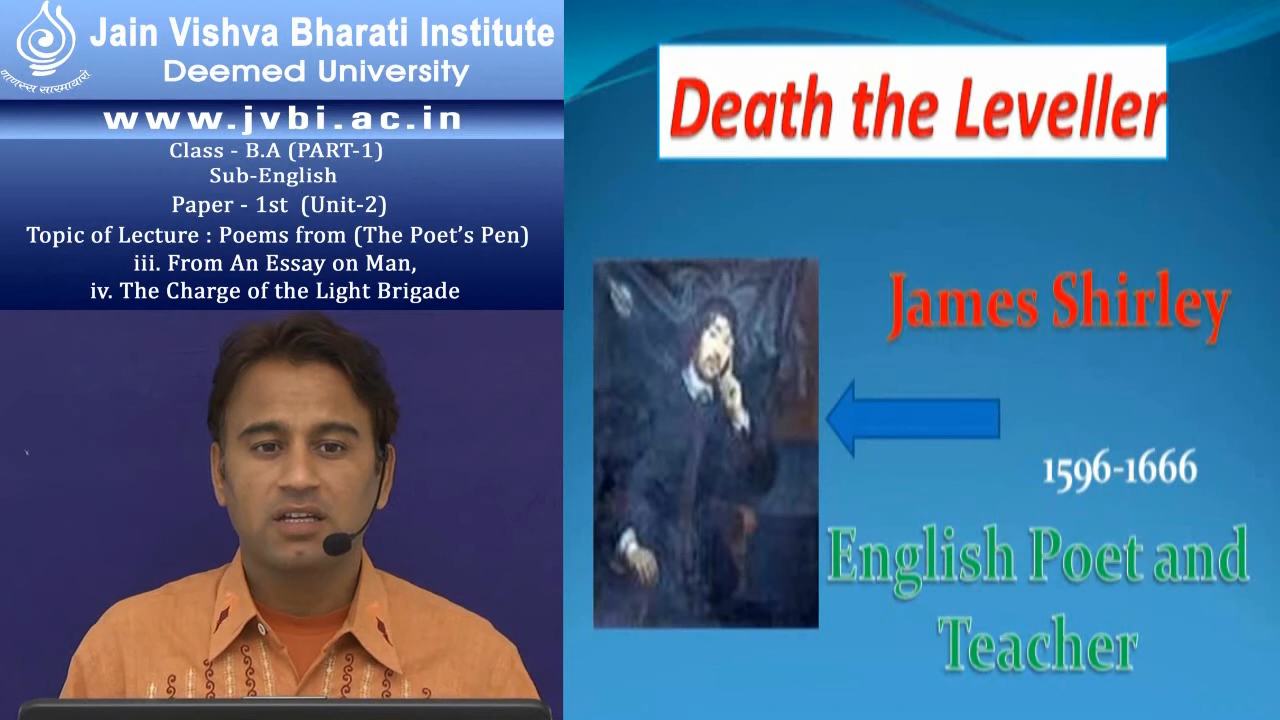 Jain Vishva Bharati Institute
Deemed University
णाणस्स सारमायारो
www.jvbi.ac.in
Class - B.A (PART-1)
Sub-English
Paper - 1st (Unit-2)
Topic of Lecture : Poems from (The Poet's Pen)
iii. From An Essay on Man,
iv. The Charge of the Light Brigade
Death the Leveller
James Shirley
1596-1666
English Poet and
Teacher